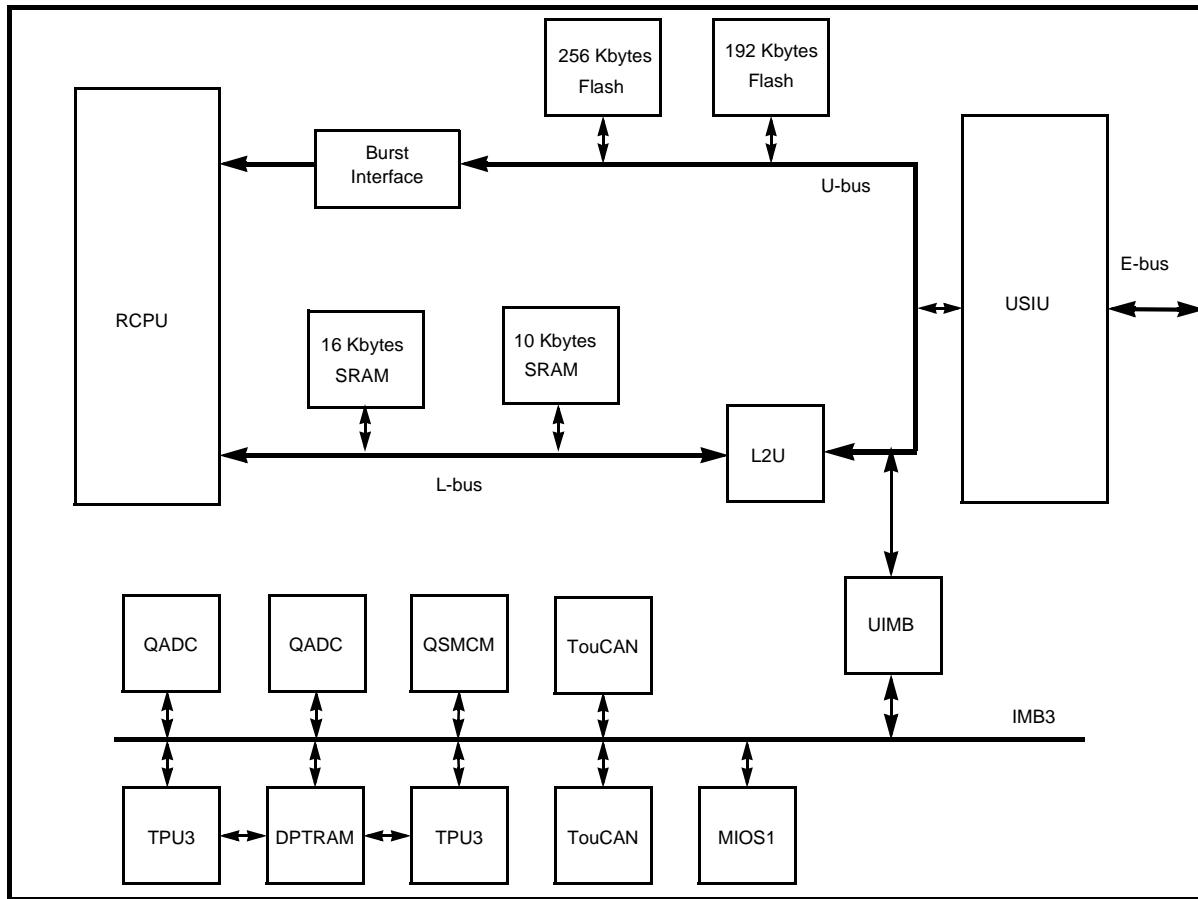 256 Kbytes
Flash
192 Kbytes
Flash
Burst
Interface
U-bus
E-bus
RCPU
USIU
16 Kbytes
SRAM
10 Kbytes
SRAM
L2U
L-bus
QADC
QADC
QSMCM
TouCAN
UIMB
IMB3
TPU3
DPTRAM
TPU3
TouCAN
MIOS1